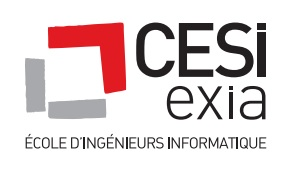 CESi
exia
ÉCOLE D'INGÉNIEURS INFORMATIQUE